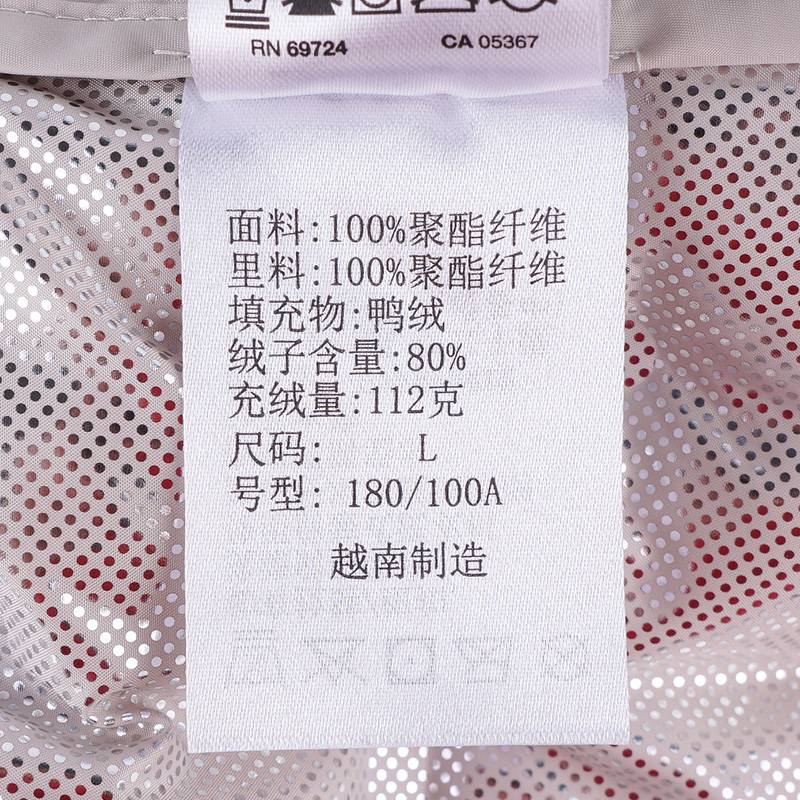 RN 69724 CA 05367
面料:100%聚酯纤维
里料:100%聚酯纤维
填充物:鸭绒
绒子含量:80%
充绒量:112克
尺码: L
号型: 180/100A
越南制造